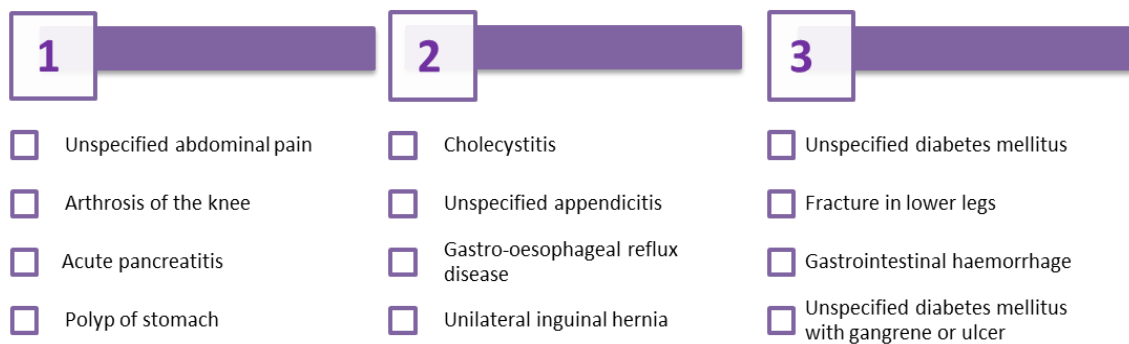 1
Unspecified abdominal pain
Arthrosis of the knee
Acute pancreatitis
Polyp of stomach
2
Cholecystitis
Unspecified appendicitis
Gastro-oesophageal reflux
disease
Unilateral inguinal hernia
3
Unspecified diabetes mellitus
Fracture in lower legs
Gastrointestinal haemorrhage
Unspecified diabetes mellitus
with gangrene or ulcer